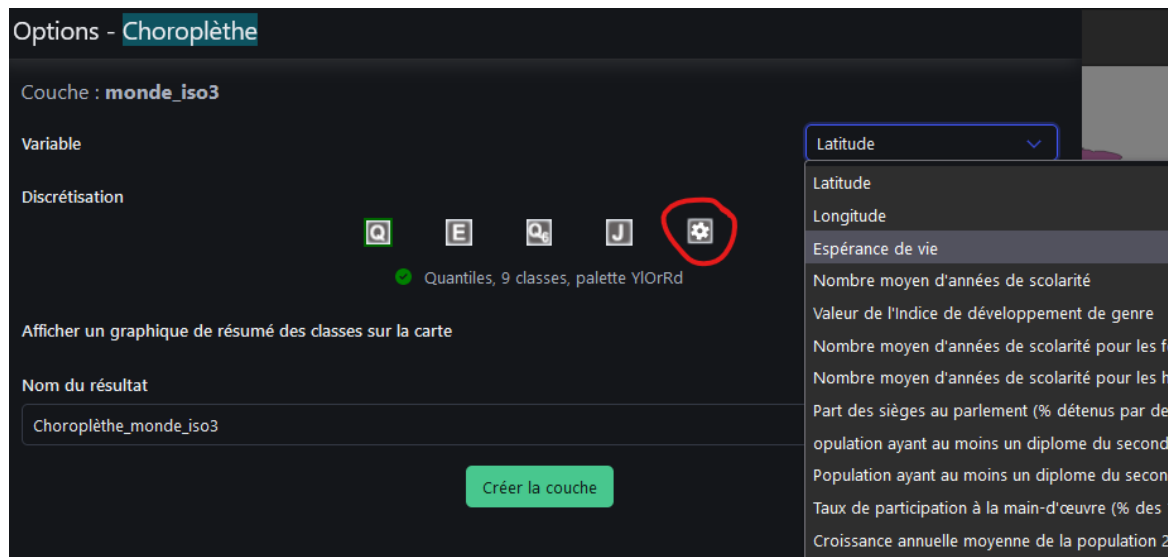 Options - Choroplèthe
Couche : monde_iso3
Variable
Latitude
Discrétisation
Q E Q6 J
Quantiles, 9 classes, palette YlOrRd
Afficher un graphique de résumé des classes sur la carte
Nom du résultat
Choroplèthe_monde_iso3
Créer la couche
Latitude
Longitude
Espérance de vie
Nombre moyen d'années de scolarité
Valeur de l'Indice de développement de genre
Nombre moyen d'années de scolarité pour les
Nombre moyen d'années de scolarité pour les
Part des sièges au parlement (% détenus par
opulation ayant au moins un diplome du
Population ayant au moins un diplome du
Taux de participation à la main-d'œuvre (% des
Croissance annuelle moyenne de la population